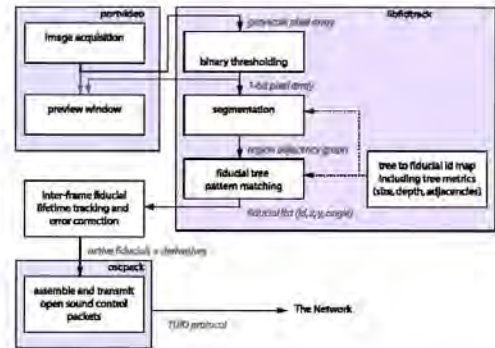 portvideo
libfidtrack
image acquisition
grayscale pixel array
binary thresholding
1-bit pixel array
preview window
segmentation
region adjacency graph
fiducial tree
pattern matching
tree to fiducial id map
including tree metrics
(size, depth, adjacencies)
inter-frame fiducial
lifetime tracking and
error correction
fiducial list (id,x,y,angle)
active fiducials + derivatives
oscpack
assemble and transmit
open sound control
packets
The Network
TUIO protocol